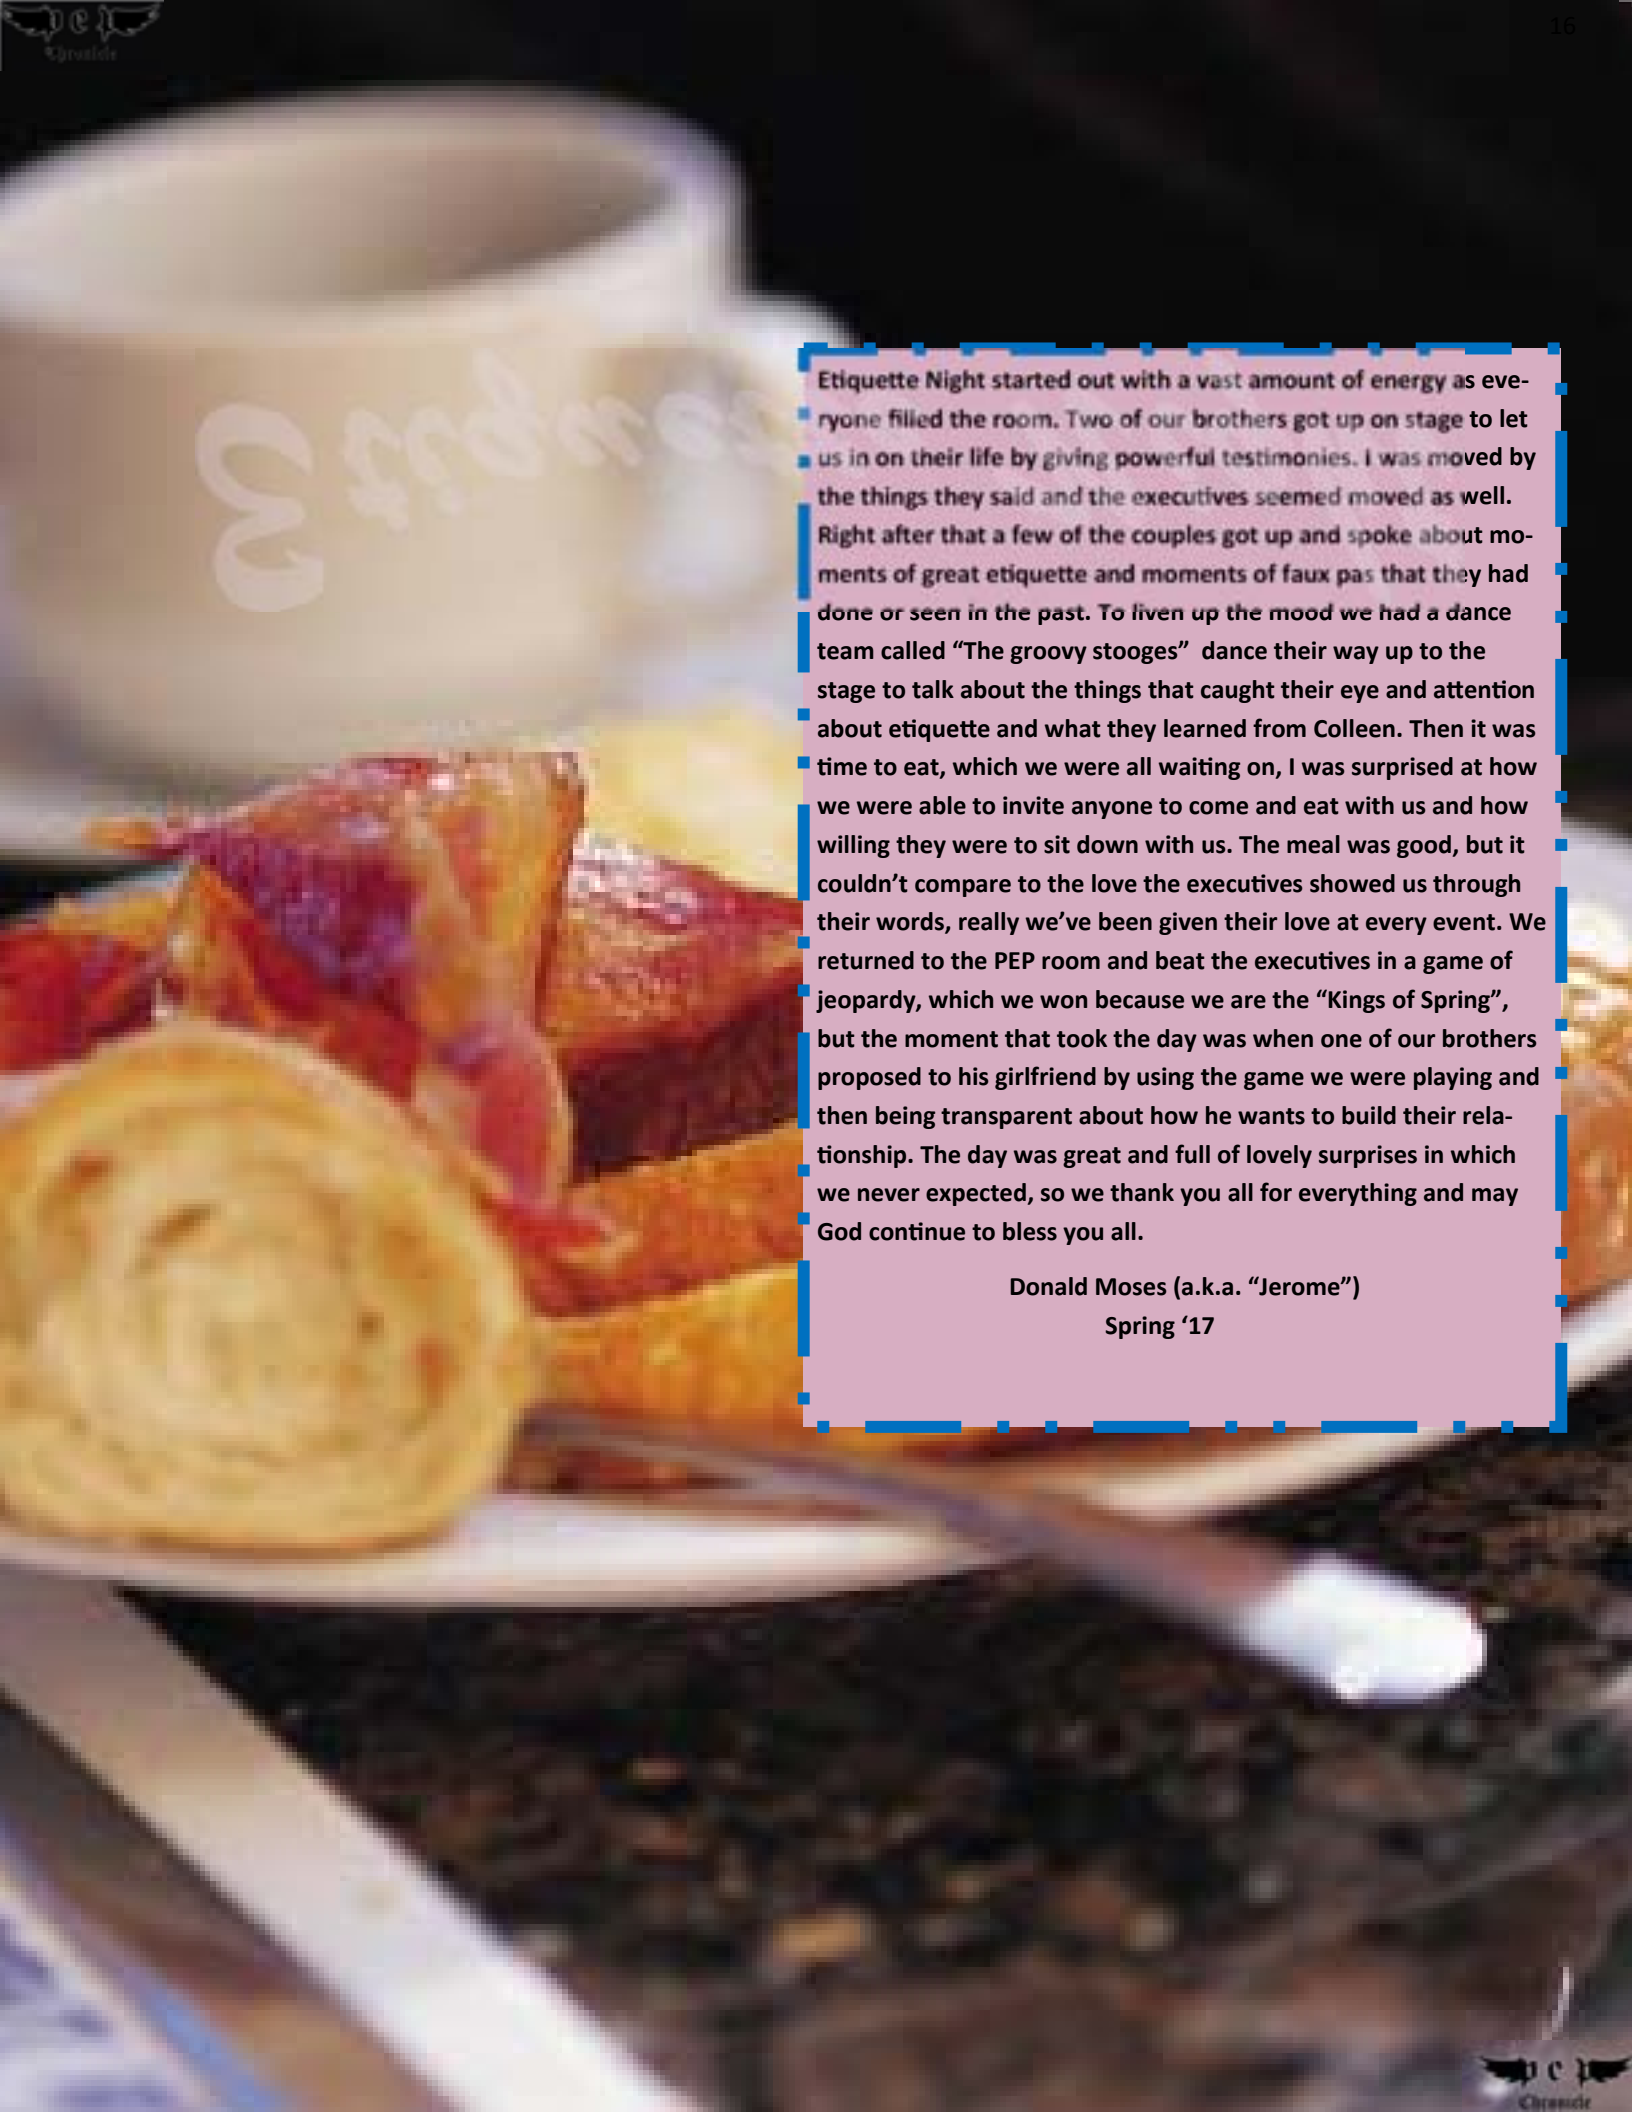 pep
Chronicle
16
Etiquette Night started out with a vast amount of energy as eve-
ryone filled the room. Two of our brothers got up on stage to let
us in on their life by giving powerful testimonies. I was moved by
the things they said and the executives seemed moved as well.
Right after that a few of the couples got up and spoke about mo-
ments of great etiquette and moments of faux pas that they had
done or seen in the past. To liven up the mood we had a dance
team called “The groovy stooges”  dance their way up to the
stage to talk about the things that caught their eye and attention
about etiquette and what they learned from Colleen. Then it was
time to eat, which we were all waiting on, I was surprised at how
we were able to invite anyone to come and eat with us and how
willing they were to sit down with us. The meal was good, but it
couldn’t compare to the love the executives showed us through
their words, really we’ve been given their love at every event. We
returned to the PEP room and beat the executives in a game of
jeopardy, which we won because we are the “Kings of Spring”,
but the moment that took the day was when one of our brothers
proposed to his girlfriend by using the game we were playing and
then being transparent about how he wants to build their rela-
tionship. The day was great and full of lovely surprises in which
we never expected, so we thank you all for everything and may
God continue to bless you all.
Donald Moses (a.k.a. “Jerome”)
Spring ‘17
pep
Chronicle